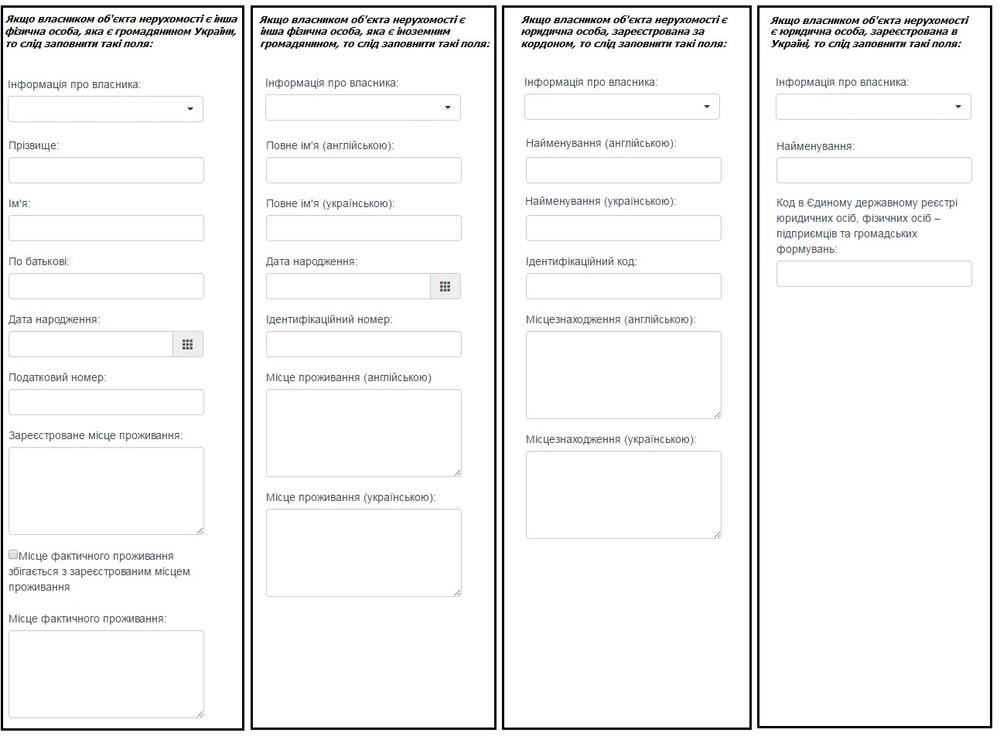 Якщо власником об'єкта нерухомості є інша
фізична особа, яка є громадянином України,
то слід заповнити такі поля:
Інформація про власника:
Прізвище:
Ім'я:
По батькові:
Дата народження:
Податковий номер:
Зареєстроване місце проживання:
Місце фактичного проживання
збігається з зареєстрованим місцем
проживання
Місце фактичного проживання:
Якщо власником об'єкта нерухомості є
інша фізична особа, яка є іноземним
громадянином, то слід заповнити такі поля:
Інформація про власника:
Повне ім'я (англійською):
Повне ім'я (українською):
Дата народження:
Ідентифікаційний номер:
Місце проживання (англійською)
Місце проживання (українською):
Якщо власником об'єкта нерухомості є
юридична особа, зареєстрована за
кордоном, то слід заповнити такі поля:
Інформація про власника:
Найменування (англійською):
Найменування (українською):
Ідентифікаційний код:
Місцезнаходження (англійською):
Місцезнаходження (українською):
Якщо власником об'єкта нерухомості
є юридична особа, зареєстрована в
Україні, то слід заповнити такі поля:
Інформація про власника:
Найменування:
Код в Єдиному державному реєстрі
юридичних осіб, фізичних осіб –
підприємців та громадських
формувань: